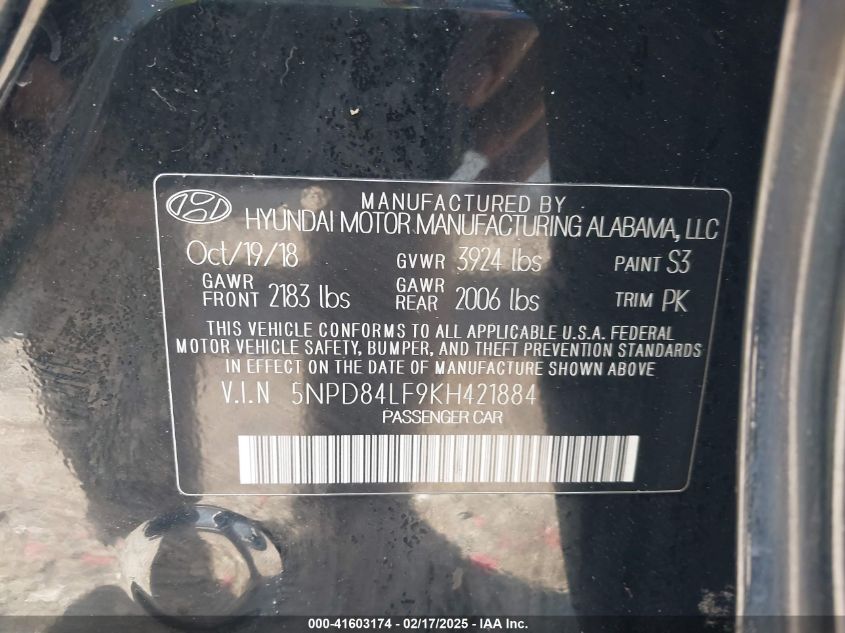 MANUFACTURED BY
HYUNDAI MOTOR MANUFACTURING ALABAMA, LLC
Oct/19/18 GVWR 3924 lbs PAINT S3
GAWR FRONT 2183 lbs GAWR REAR 2006 lbs TRIM PK
THIS VEHICLE CONFORMS TO ALL APPLICABLE U.S.A. FEDERAL
MOTOR VEHICLE SAFETY, BUMPER, AND THEFT PREVENTION STANDARDS
IN EFFECT ON THE DATE OF MANUFACTURE SHOWN ABOVE
V.I.N 5NPD84LF9KH421884
PASSENGER CAR
000-41603174 - 02/17/2025 - IAA Inc.